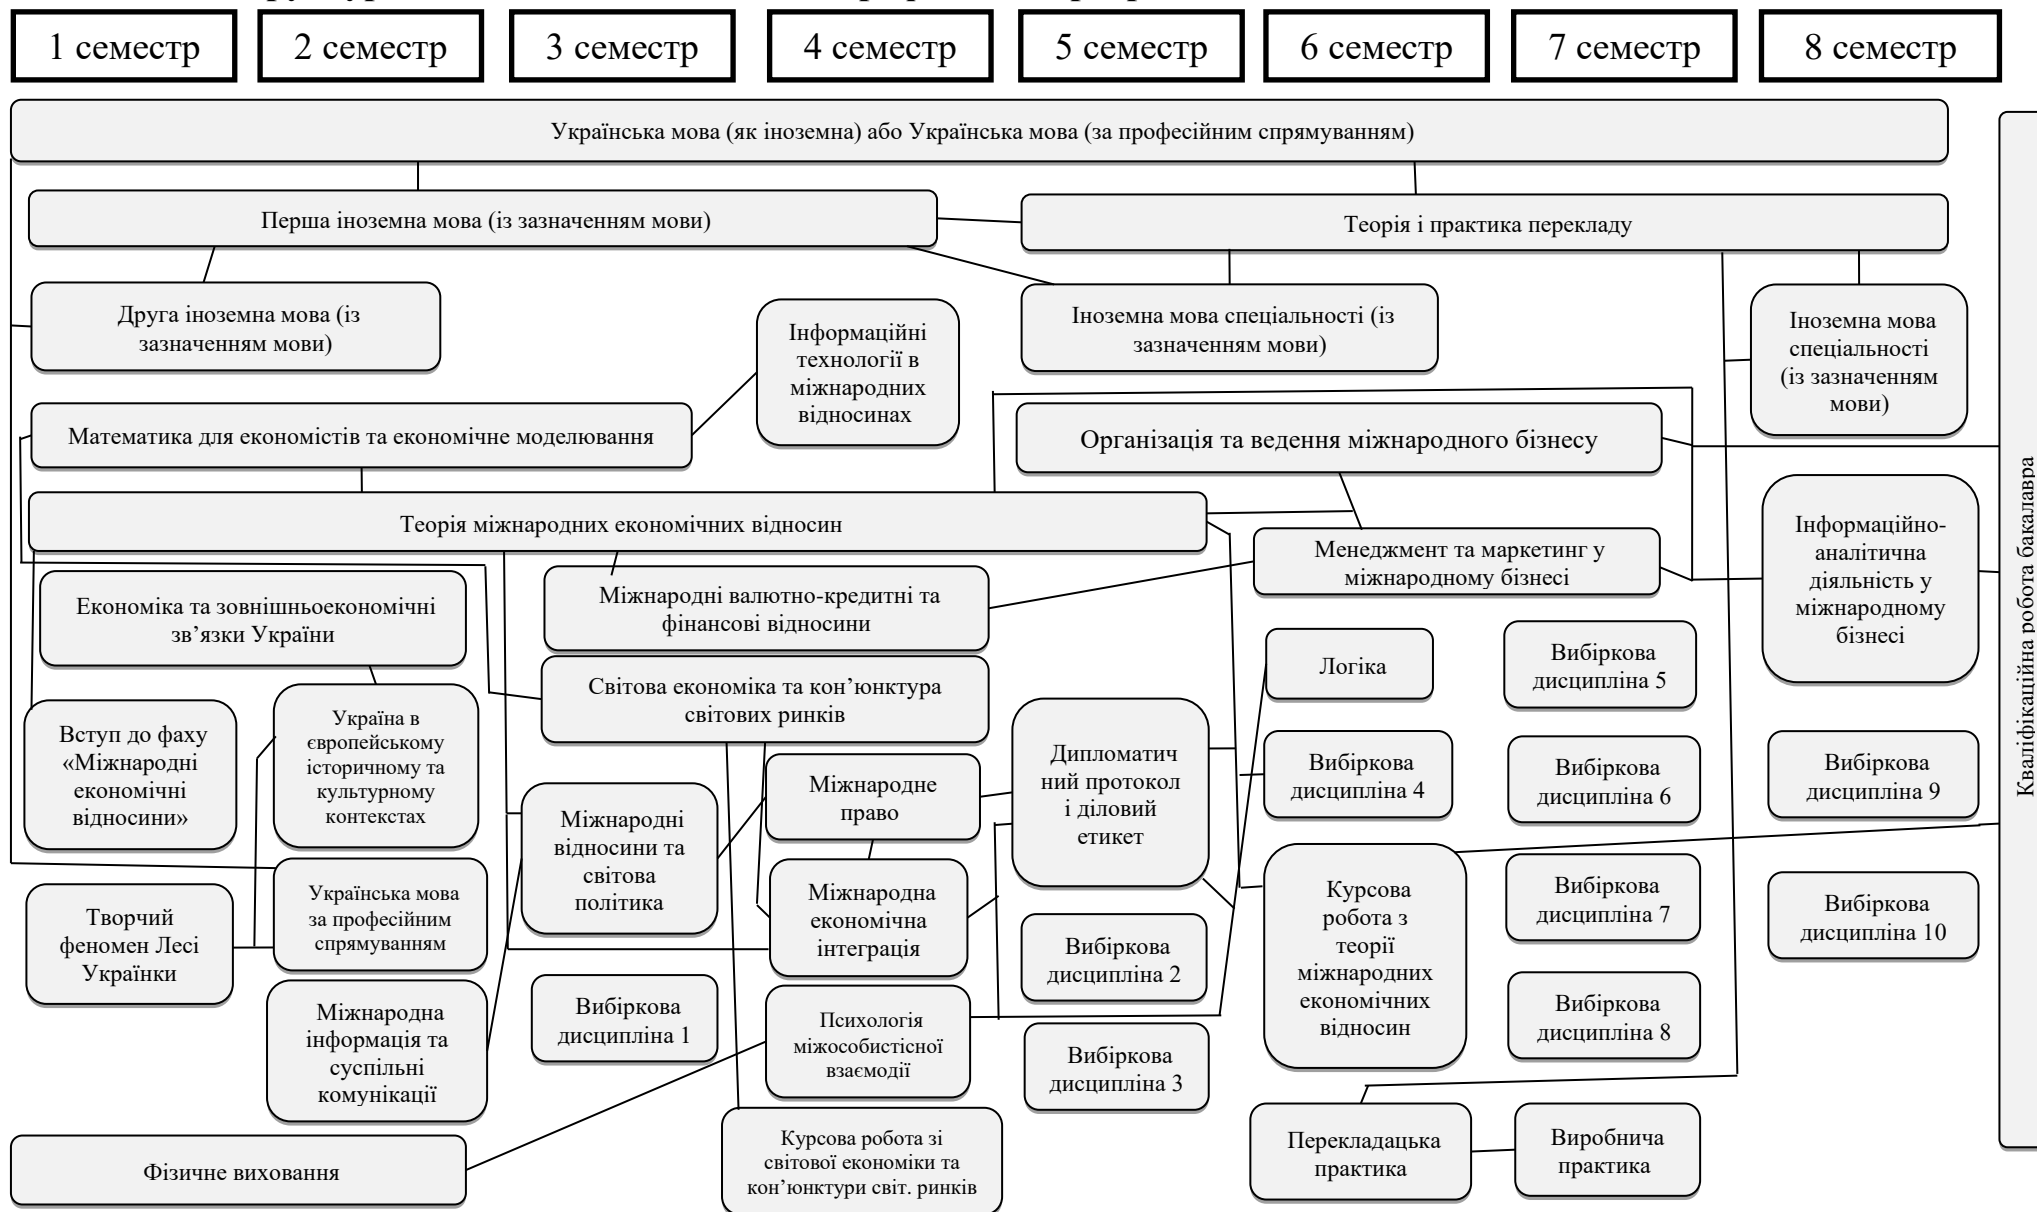 1 семестр
2 семестр
3 семестр
4 семестр
5 семестр
6 семестр
7 семестр
8 семестр
Українська мова (як іноземна) або Українська мова (за професійним спрямуванням)
Перша іноземна мова (із зазначенням мови)
Теорія і практика перекладу
Друга іноземна мова (із
зазначенням мови)
Інформаційні
технології в
міжнародних
відносинах
Іноземна мова спеціальності (із
зазначенням мови)
Іноземна мова
спеціальності
(із зазначенням
мови)
Математика для економістів та економічне моделювання
Організація та ведення міжнародного бізнесу
Теорія міжнародних економічних відносин
Менеджмент та маркетинг у
міжнародному бізнесі
Інформаційно-
аналітична
діяльність у
міжнародному
бізнесі
Економіка та зовнішньоекономічні
зв’язки України
Міжнародні валютно-кредитні та
фінансові відносини
Світова економіка та кон’юнктура
світових ринків
Логіка
Вибіркова
дисципліна 5
Вступ до фаху
«Міжнародні
економічні
відносини»
Україна в
європейському
історичному та
культурному
контекстах
Міжнародні
відносини та
світова
політика
Міжнародне
право
Дипломатич
ний протокол
і діловий
етикет
Вибіркова
дисципліна 4
Вибіркова
дисципліна 6
Вибіркова
дисципліна 9
Творчий
феномен Лесі
Українки
Українська мова
за професійним
спрямуванням
Міжнародна
економічна
інтеграція
Вибіркова
дисципліна 2
Курсова
робота з
теорії
міжнародних
економічних
відносин
Вибіркова
дисципліна 7
Вибіркова
дисципліна 10
Міжнародна
інформація та
суспільні
комунікації
Вибіркова
дисципліна 1
Психологія
міжособистісної
взаємодії
Вибіркова
дисципліна 3
Вибіркова
дисципліна 8
Фізичне виховання
Курсова робота зі
світової економіки та
кон’юнктури світ. ринків
Перекладацька
практика
Виробнича
практика
Кваліфікаційна робота бакалавра